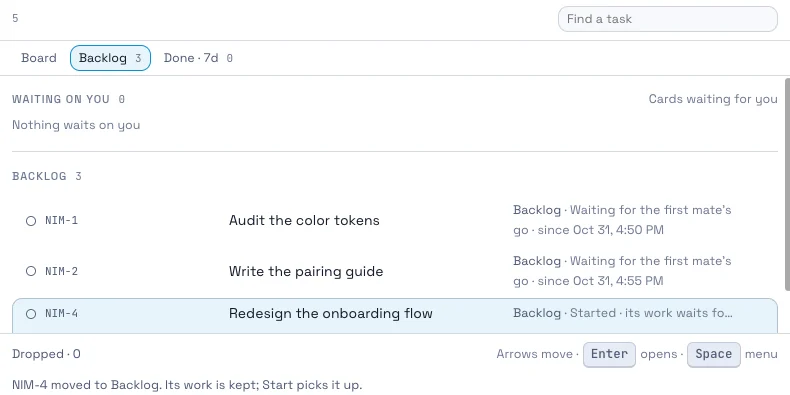 5
Find a task
Board Backlog 3 Done · 7d 0
WAITING ON YOU 0 Cards waiting for you
Nothing waits on you
BACKLOG 3
NIM-1 Audit the color tokens Backlog · Waiting for the first mate's
go · since Oct 31, 4:50 PM
NIM-2 Write the pairing guide Backlog · Waiting for the first mate's
go · since Oct 31, 4:55 PM
NIM-4 Redesign the onboarding flow Backlog · Started · its work waits fo…
Dropped · 0 Arrows move · Enter opens · Space menu
NIM-4 moved to Backlog. Its work is kept; Start picks it up.